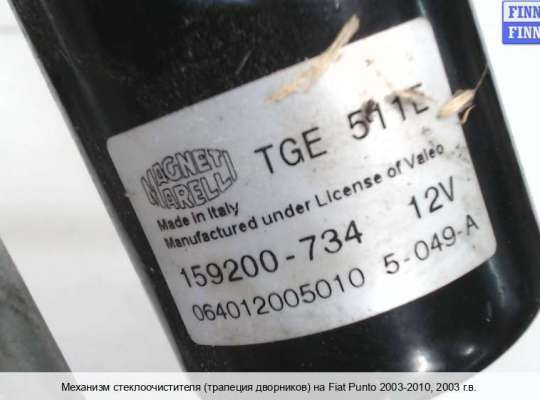 FINN
FINN
MAGNETI
MARELLI
TGE 511E
Made in Italy
Manufactured under License of Valeo
159200-734 12V
064012005010 5-049-A
Механизм стеклоочистителя (трапеция дворников) на Fiat Punto 2003-2010, 2003 г.в.